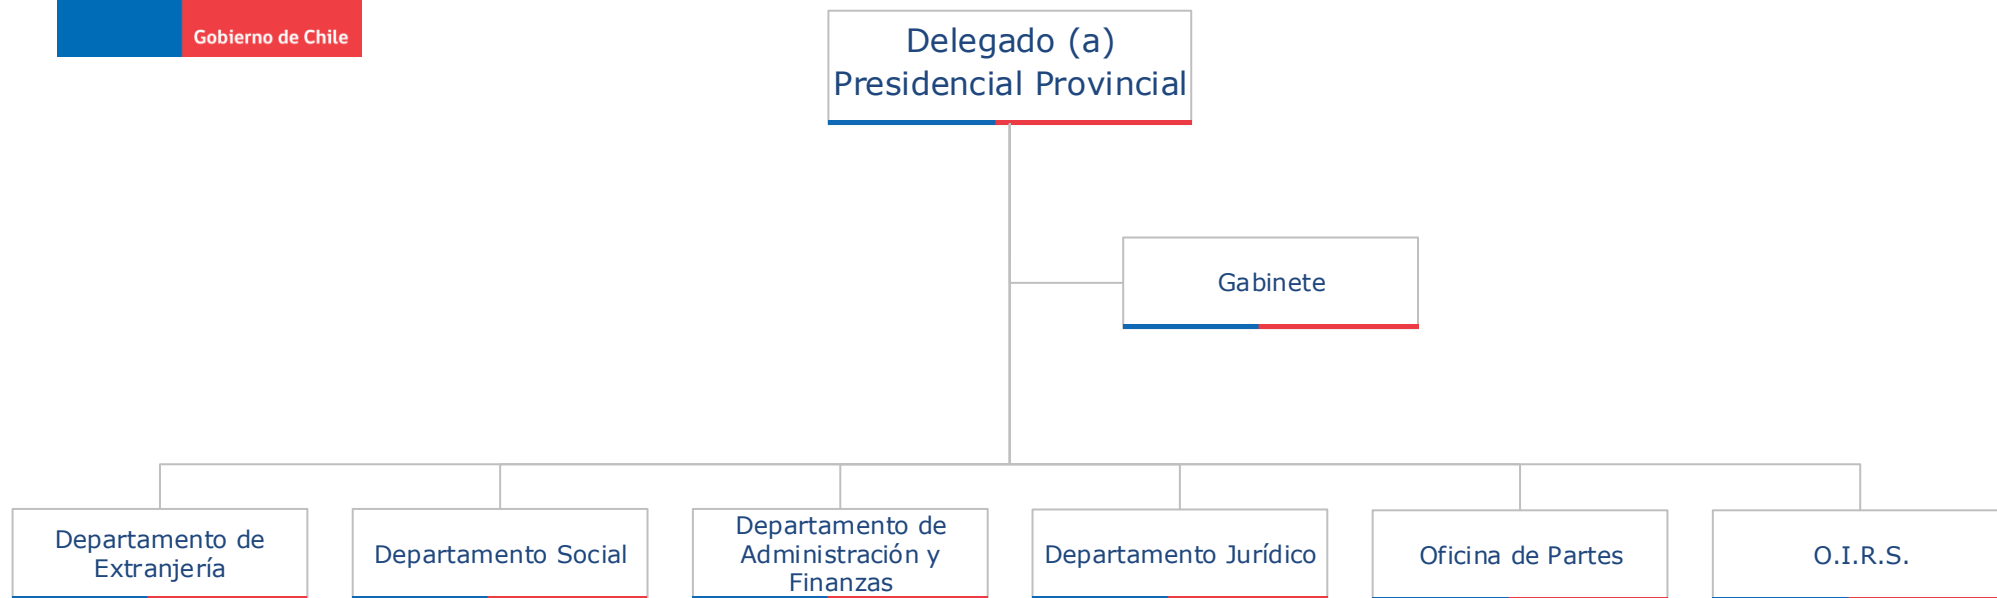 Gobierno de Chile
Delegado (a)
Presidencial Provincial
Gabinete
Departamento de
Extranjería
Departamento Social
Departamento de
Administración y
Finanzas
Departamento Jurídico
Oficina de Partes
O.I.R.S.